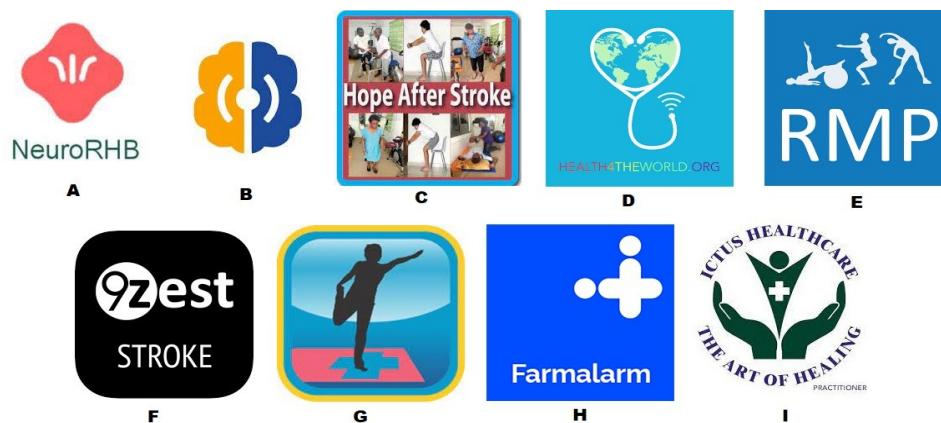 NeuroRHB
A
B
Hope After Stroke
C
HEALTH4THEWORLD.ORG
D
RMP
E
9zest
STROKE
F
G
Farmalarm
H
ICTUS HEALTHCARE
THE ART OF HEALING
PRACTITIONER
I